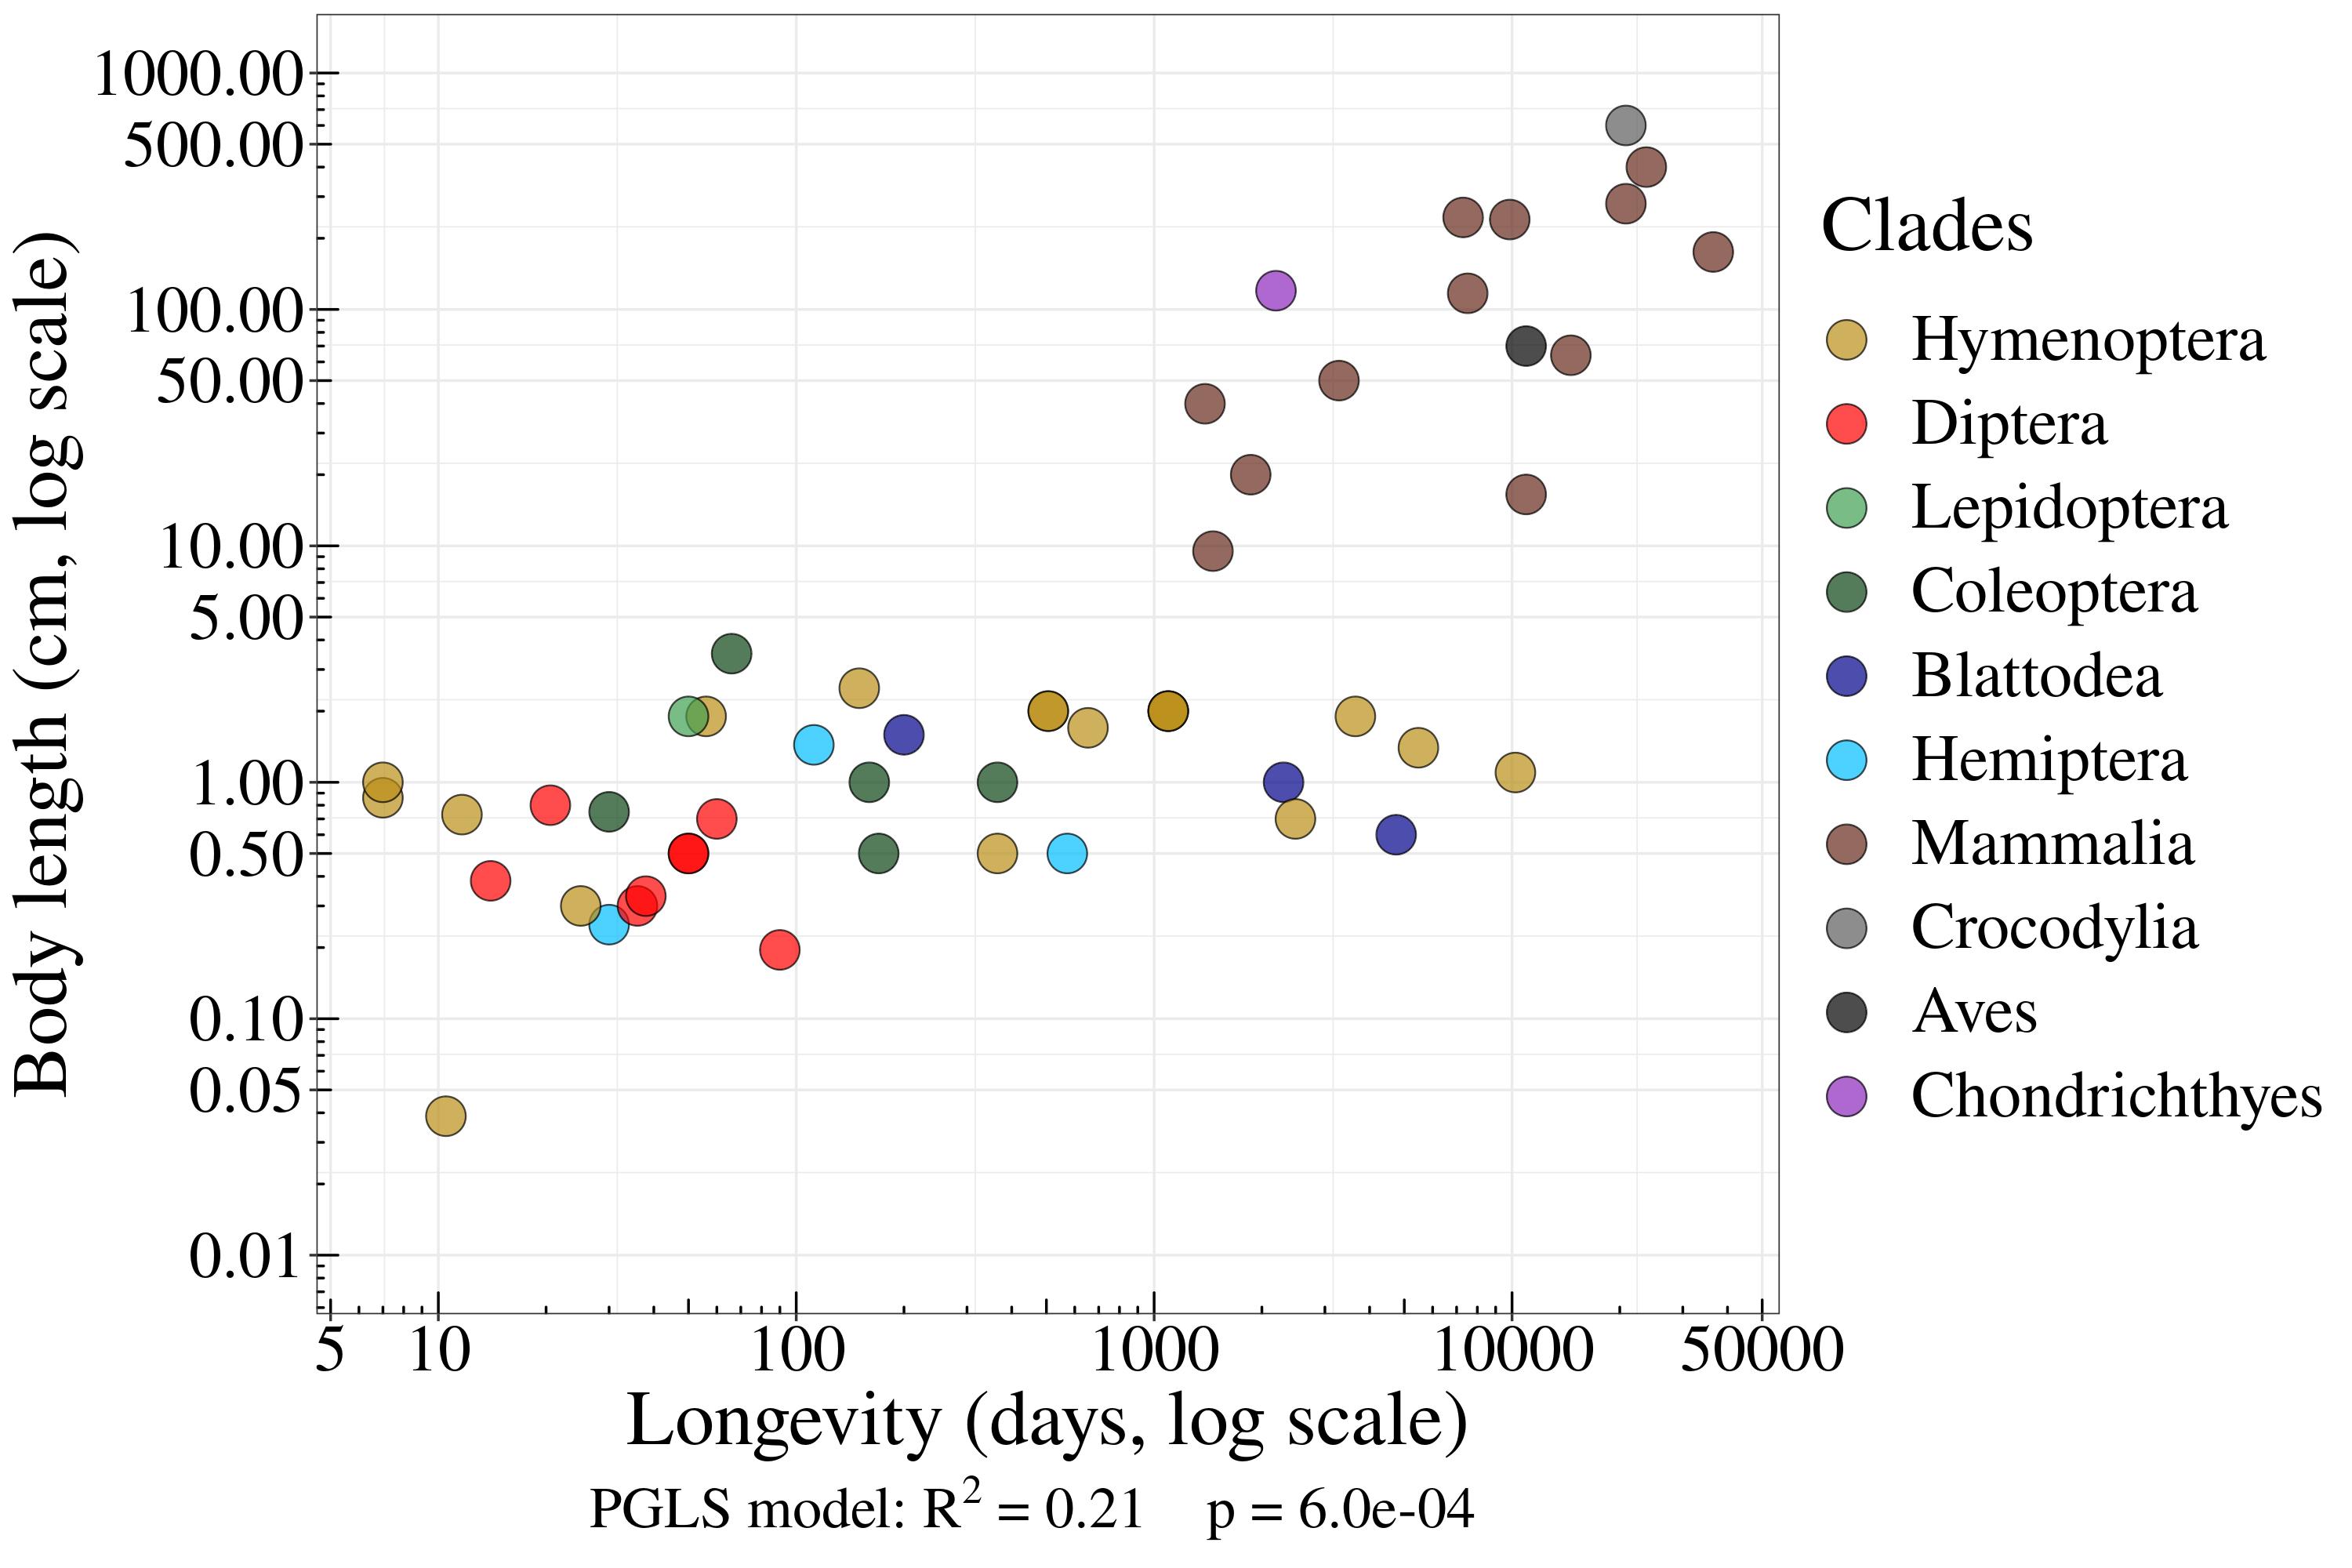 Body length (cm, log scale)
1000.00
500.00
100.00
50.00
10.00
5.00
1.00
0.50
0.10
0.05
0.01
5 10 100 1000 10000 50000
Longevity (days, log scale)
PGLS model: R² = 0.21 p = 6.0e-04
Clades
Hymenoptera
Diptera
Lepidoptera
Coleoptera
Blattodea
Hemiptera
Mammalia
Crocodylia
Aves
Chondrichthyes